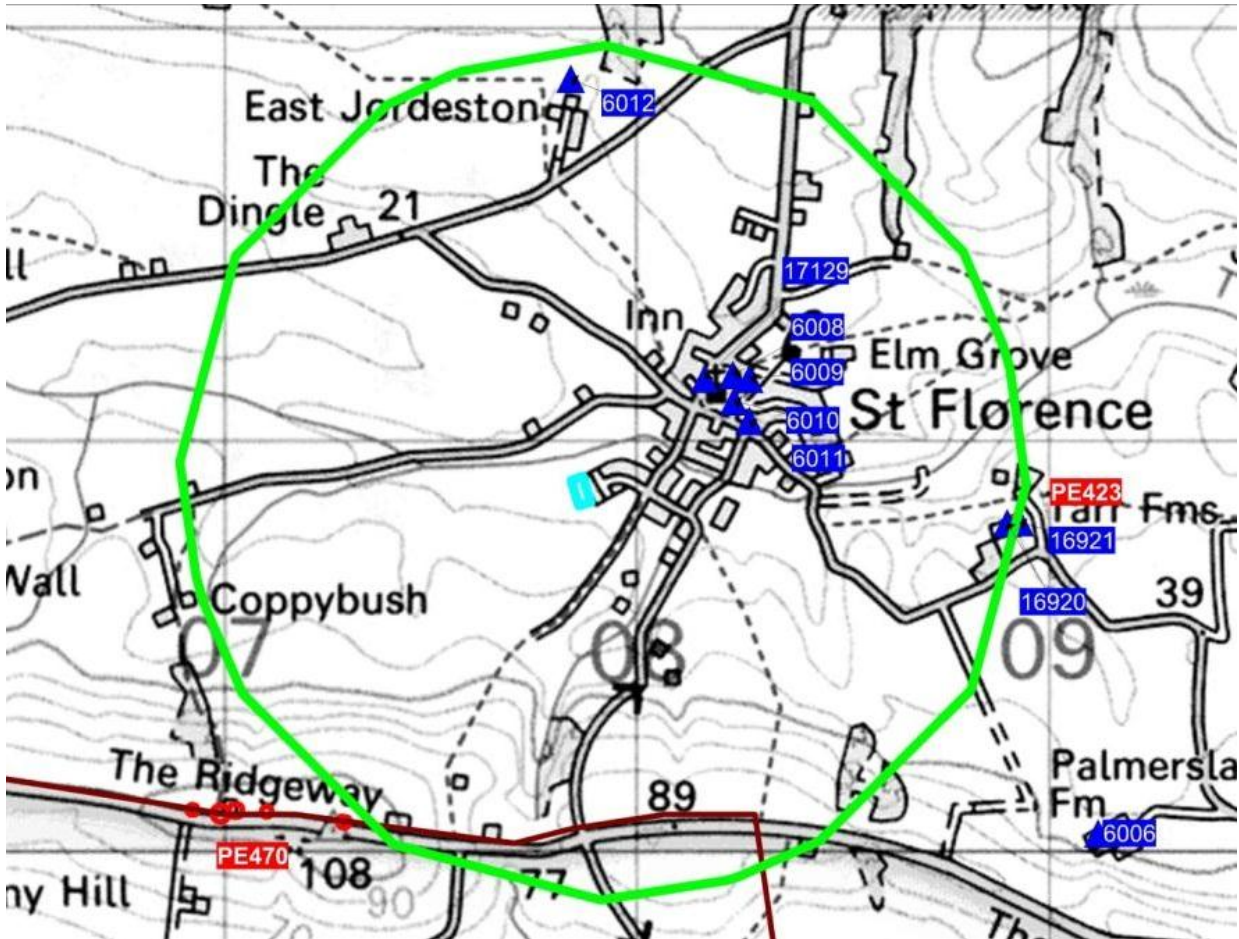 East Jordeston
6012
The
Dingle
21
ll
17129
Inn
6008
Elm Grove
6009
St Florence
6010
6011
on
PE423
Tarr Fms
16921
Wall
Coppybush
16920
39
07
08
09
The Ridgeway
Palmersla
Fm
89
6006
PE470
108
77
ny Hill
90
70
The